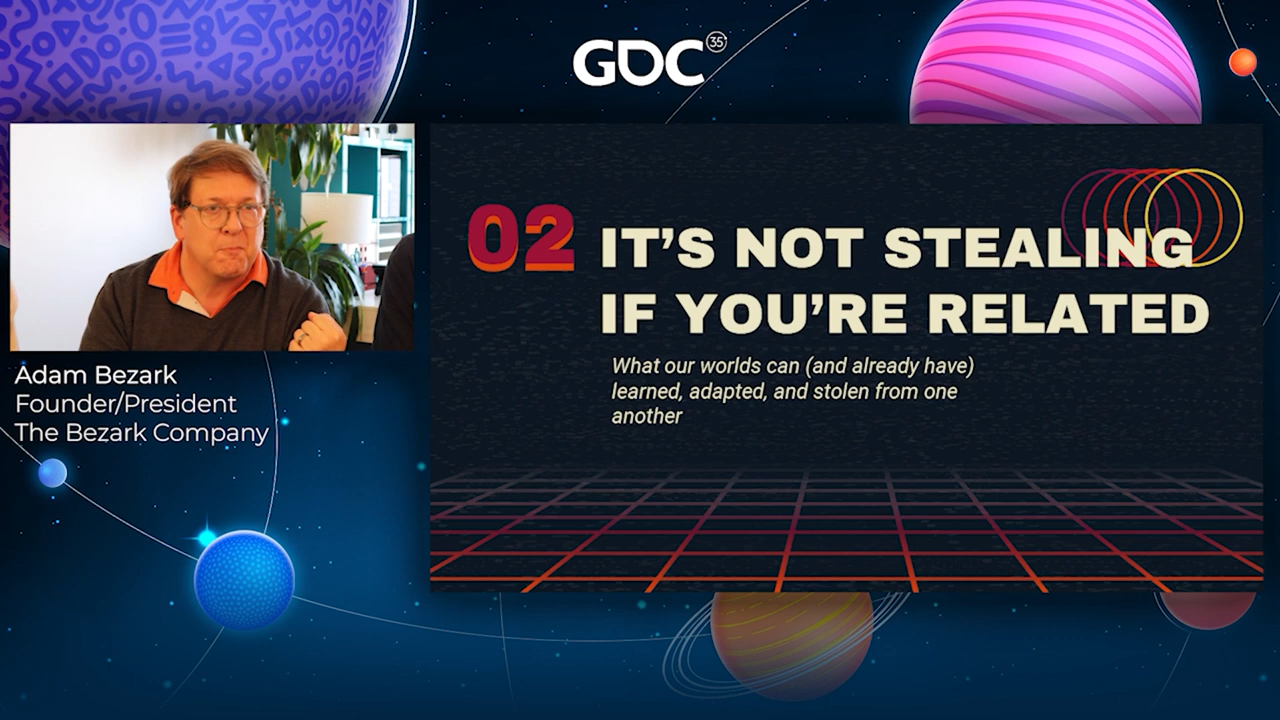 GDC 35
Adam Bezark
Founder/President
The Bezark Company
02
IT’S NOT STEALING
IF YOU’RE RELATED
What our worlds can (and already have)
learned, adapted, and stolen from one
another